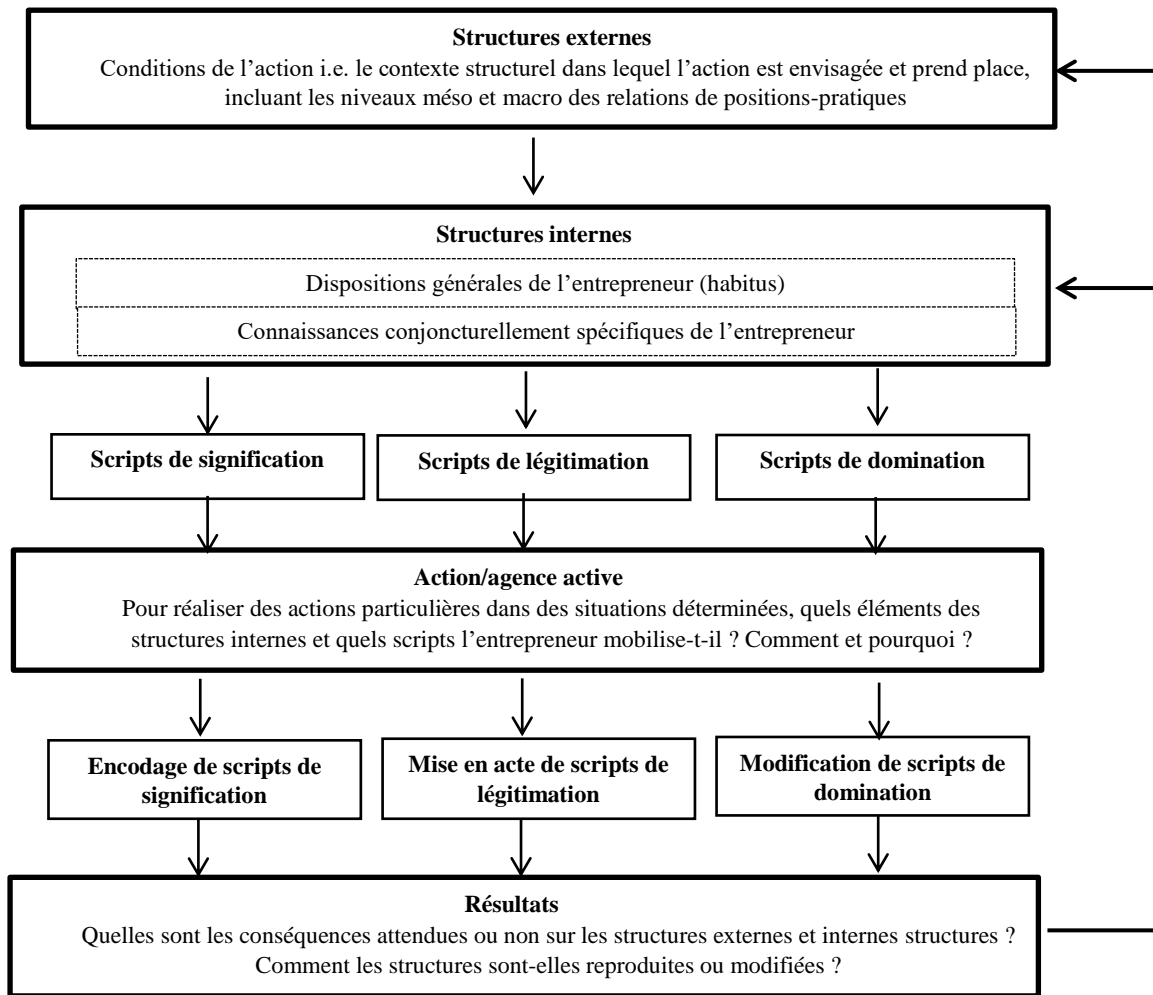 Structures externes
Conditions de l’action i.e. le contexte structurel dans lequel l’action est envisagée et prend place,
incluant les niveaux méso et macro des relations de positions-pratiques
Structures internes
Dispositions générales de l’entrepreneur (habitus)
Connaissances conjoncturellement spécifiques de l’entrepreneur
Scripts de signification
Scripts de légitimation
Scripts de domination
Action/agence active
Pour réaliser des actions particulières dans des situations déterminées, quels éléments des
structures internes et quels scripts l’entrepreneur mobilise-t-il ? Comment et pourquoi ?
Encodage de scripts de
signification
Mise en acte de scripts de
légitimation
Modification de scripts de
domination
Résultats
Quelles sont les conséquences attendues ou non sur les structures externes et internes structures ?
Comment les structures sont-elles reproduites ou modifiées ?